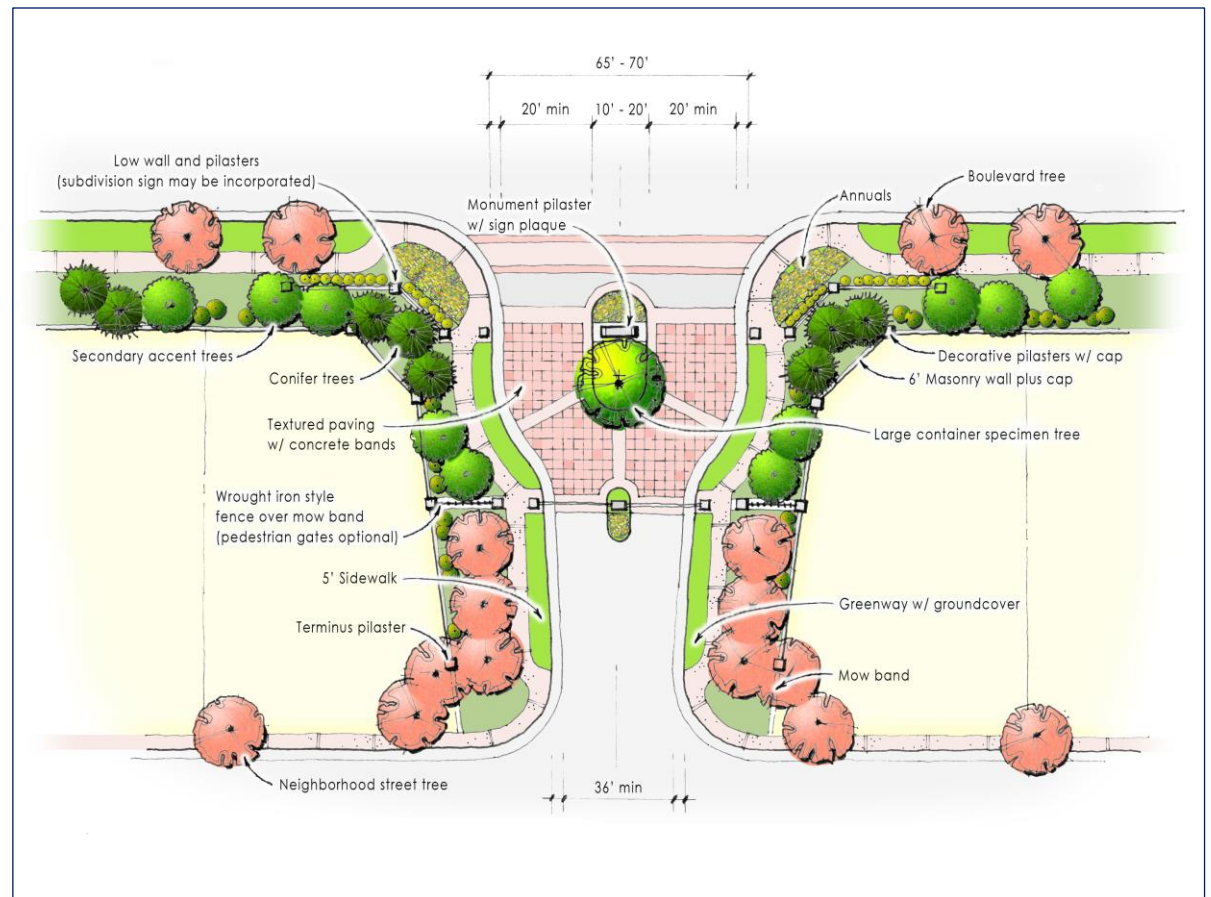 65' - 70'
20' min
10' - 20'
20' min
Low wall and pilasters
(subdivision sign may be incorporated)
Monument pilaster
w/ sign plaque
Annuals
Boulevard tree
Secondary accent trees
Conifer trees
Textured paving
w/ concrete bands
Wrought iron style
fence over mow band
(pedestrian gates optional)
5' Sidewalk
Terminus pilaster
Neighborhood street tree
Decorative pilasters w/ cap
6' Masonry wall plus cap
Large container specimen tree
Greenway w/ groundcover
Mow band
36' min